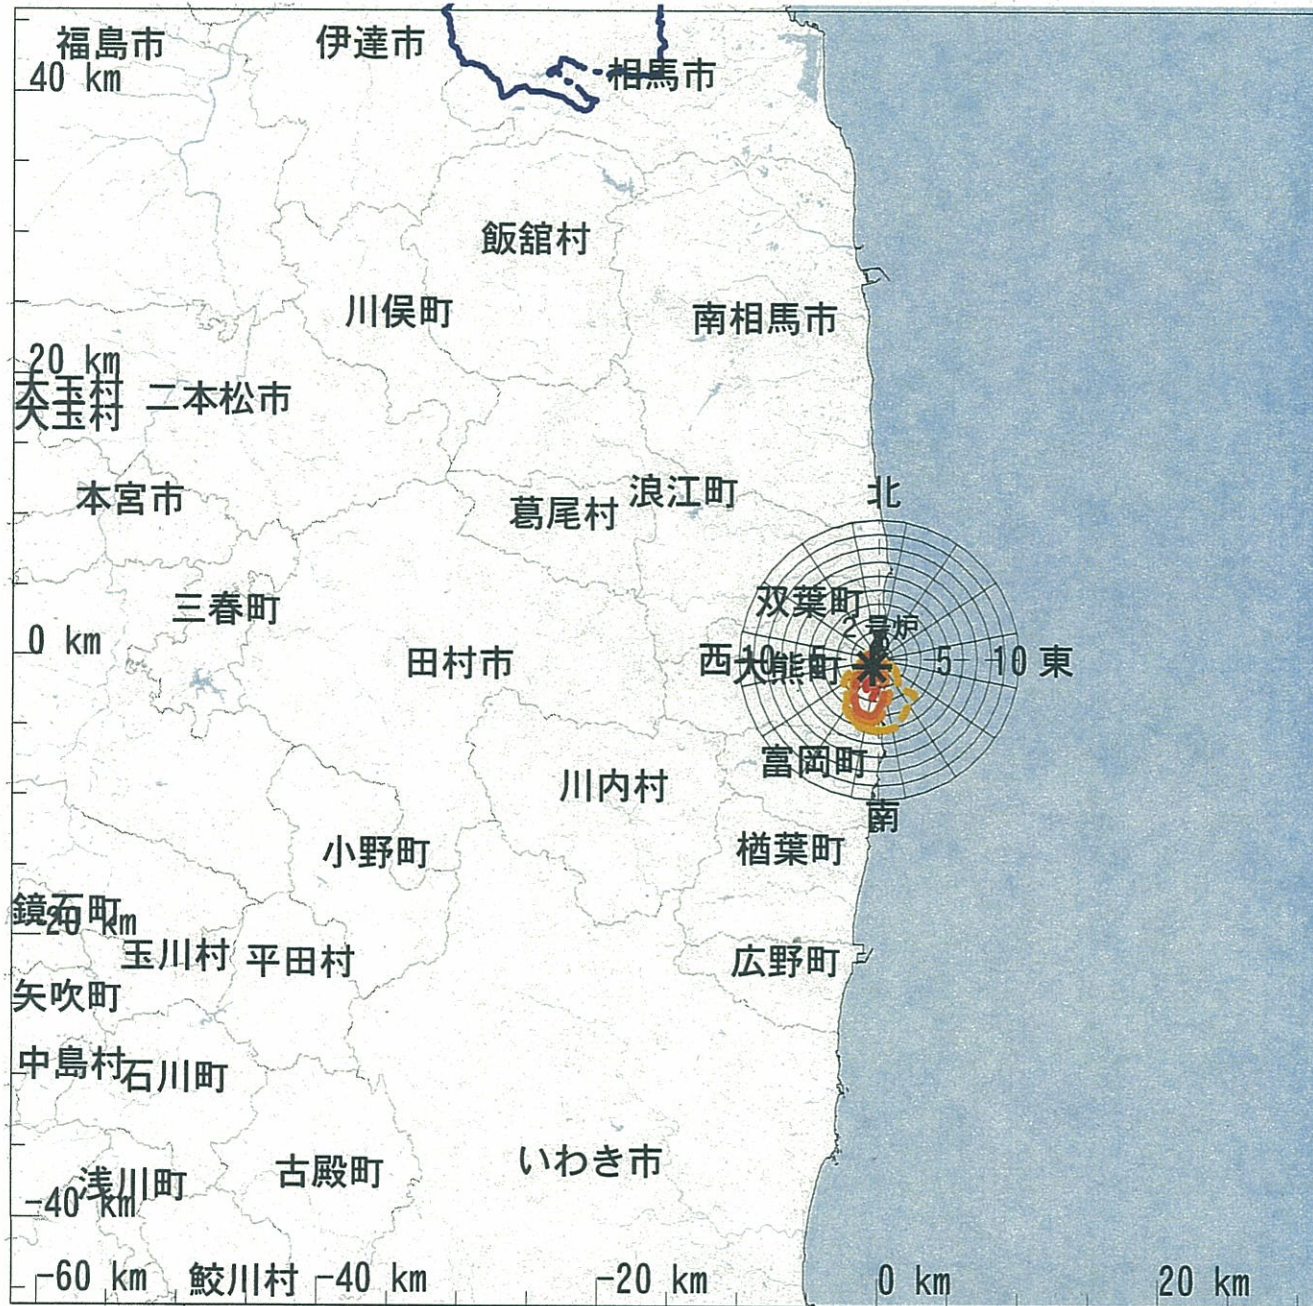 福島市
伊達市
40 km
相馬市
飯舘村
川俣町
南相馬市
20 km
大玉村
二本松市
大玉村
本宮市
葛尾村
浪江町
北
三春町
双葉町
2号炉
0 km
田村市
西
10
5
大熊町
5
10
東
富岡町
川内村
南
小野町
楢葉町
鏡石町
-20 km
玉川村
平田村
広野町
矢吹町
中島村
石川町
いわき市
浅川町
古殿町
-40 km
-60 km
鮫川村
-40 km
-20 km
0 km
20 km